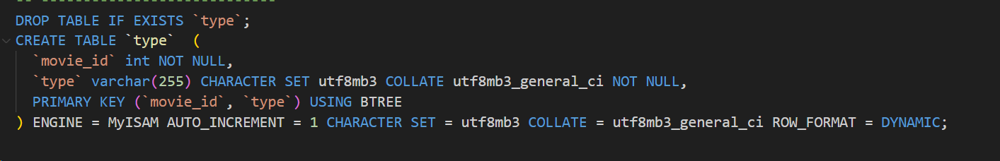 DROP TABLE IF EXISTS `type`;
CREATE TABLE `type`  (
  `movie_id` int NOT NULL,
  `type` varchar(255) CHARACTER SET utf8mb3 COLLATE utf8mb3_general_ci NOT NULL,
  PRIMARY KEY (`movie_id`, `type`) USING BTREE
) ENGINE = MyISAM AUTO_INCREMENT = 1 CHARACTER SET = utf8mb3 COLLATE = utf8mb3_general_ci ROW_FORMAT = DYNAMIC;